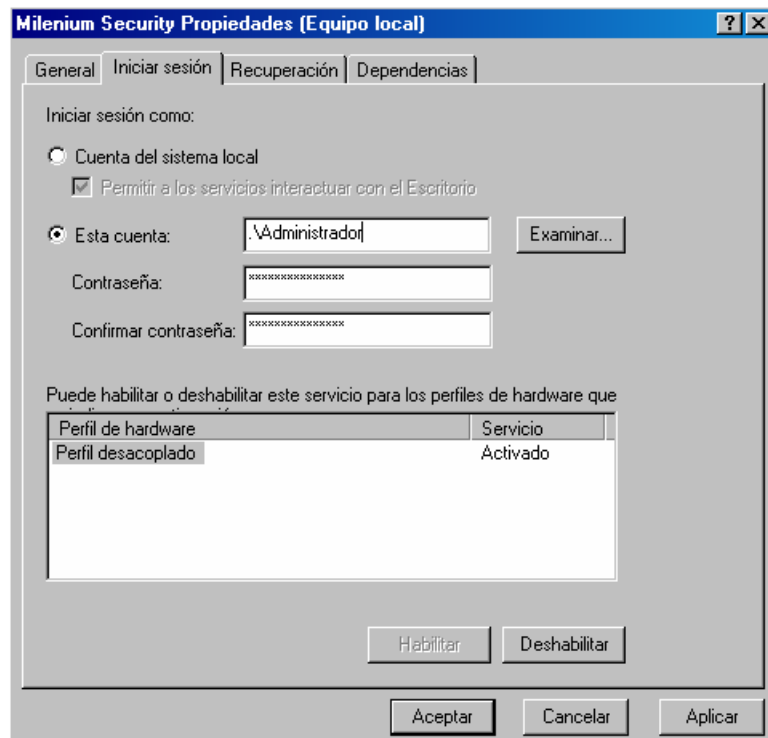 Milenium Security Propiedades (Equipo local)
General Iniciar sesión Recuperación Dependencias
Iniciar sesión como:
Cuenta del sistema local
Permitir a los servicios interactuar con el Escritorio
Esta cuenta: .\Administrador Examinar...
Contraseña: ***************
Confirmar contraseña: ***************
Puede habilitar o deshabilitar este servicio para los perfiles de hardware que
Perfil de hardware Servicio
Perfil desacoplado Activado
Habilitar Deshabilitar
Aceptar Cancelar Aplicar